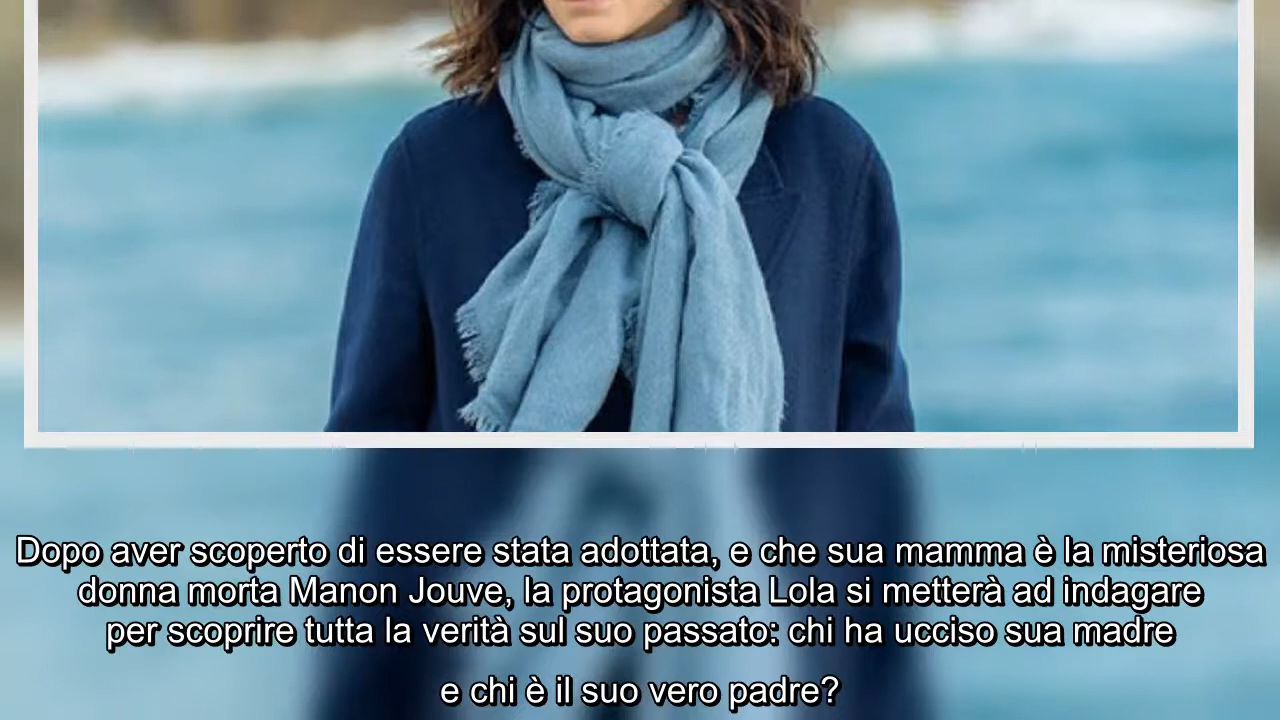 Dopo aver scoperto di essere stata adottata, e che sua mamma è la misteriosa
donna morta Manon Jouve, la protagonista Lola si metterà ad indagare
per scoprire tutta la verità sul suo passato: chi ha ucciso sua madre
e chi è il suo vero padre?